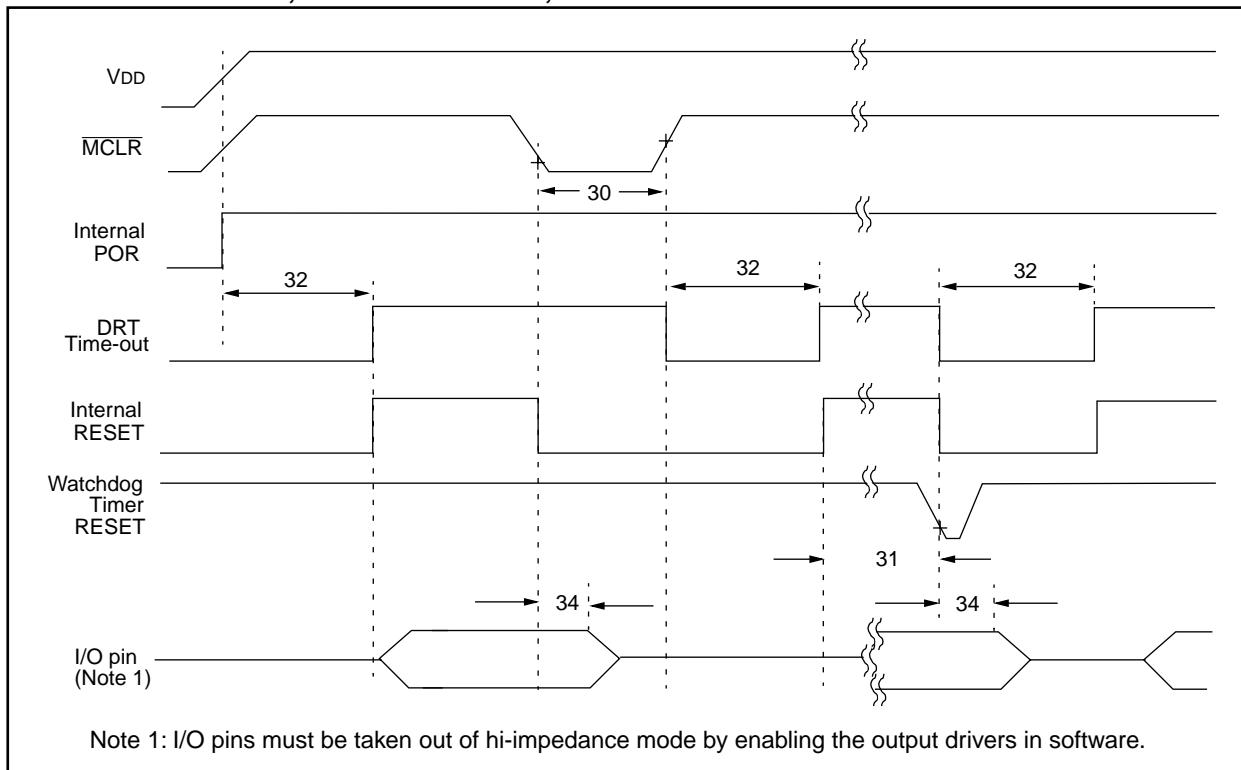 VDD
MCLR
30
Internal
POR
32
32
32
DRT
Time-out
Internal
RESET
Watchdog
Timer
RESET
31
34
34
I/O pin
(Note 1)
Note 1: I/O pins must be taken out of hi-impedance mode by enabling the output drivers in software.